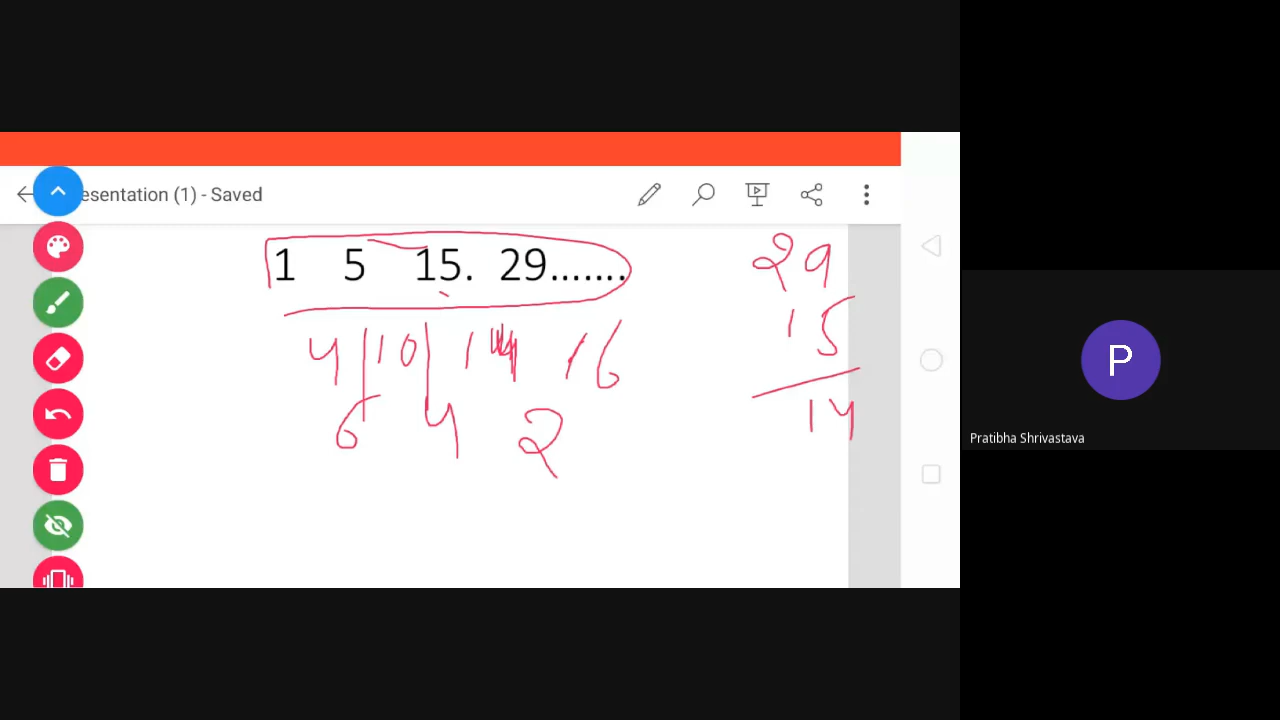 esentation (1) - Saved
1 5 15. 29.......
29
15
14
4 10 14 16
6 4 2
P
Pratibha Shrivastava